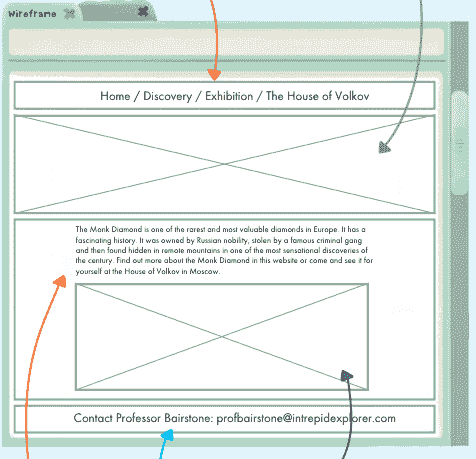 Wireframe
Home / Discovery / Exhibition / The House of Volkov
The Monk Diamond is one of the rarest and most valuable diamonds in Europe. It has a
fascinating history. It was owned by Russian nobility, stolen by a famous criminal gang
and then found hidden in remote mountains in one of the most sensational discoveries of
the century. Find out more about the Monk Diamond in this website or come and see it for
yourself at the House of Volkov in Moscow.
Contact Professor Bairstone: profbairstone@intrepidexplorer.com